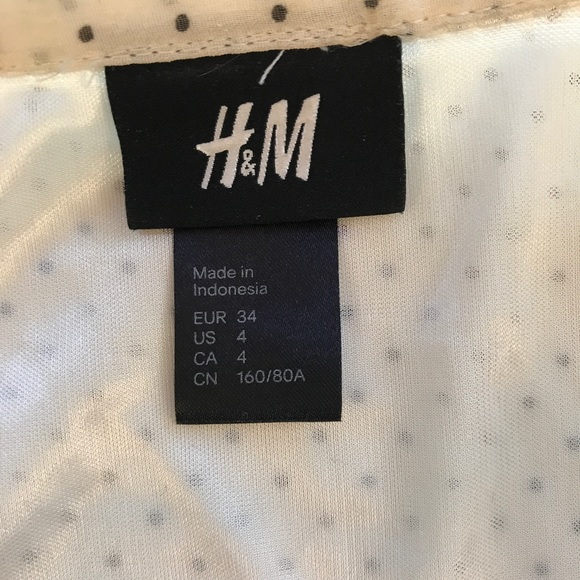 H&M
Made in
Indonesia
EUR 34
US 4
CA 4
CN 160/80A